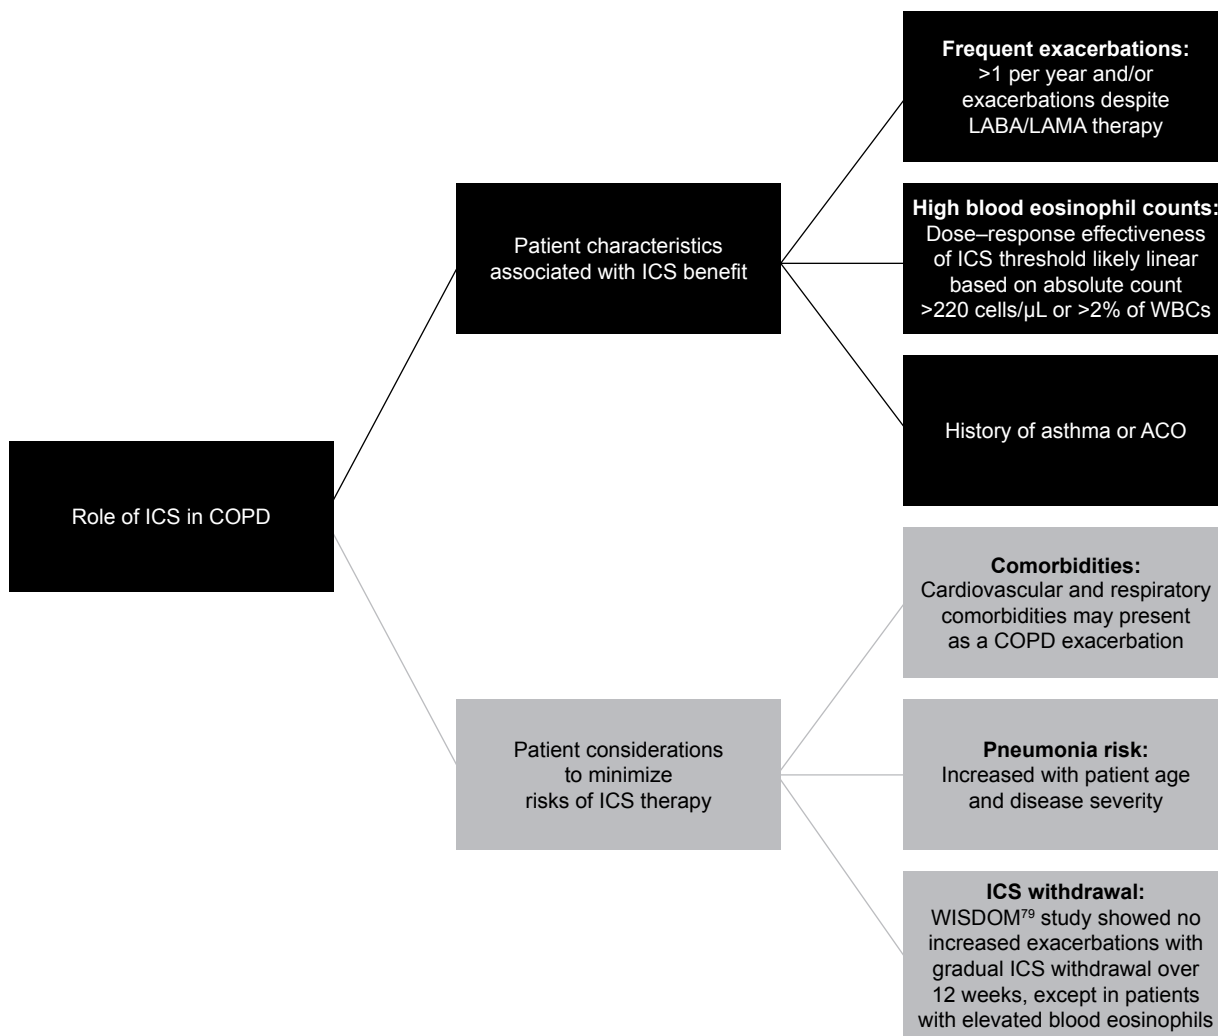 Role of ICS in COPD
Patient characteristics
associated with ICS benefit
Frequent exacerbations:
>1 per year and/or
exacerbations despite
LABA/LAMA therapy
High blood eosinophil counts:
Dose–response effectiveness
of ICS threshold likely linear
based on absolute count
>220 cells/µL or >2% of WBCs
History of asthma or ACO
Patient considerations
to minimize
risks of ICS therapy
Comorbidities:
Cardiovascular and respiratory
comorbidities may present
as a COPD exacerbation
Pneumonia risk:
Increased with patient age
and disease severity
ICS withdrawal:
WISDOM⁷⁹ study showed no
increased exacerbations with
gradual ICS withdrawal over
12 weeks, except in patients
with elevated blood eosinophils